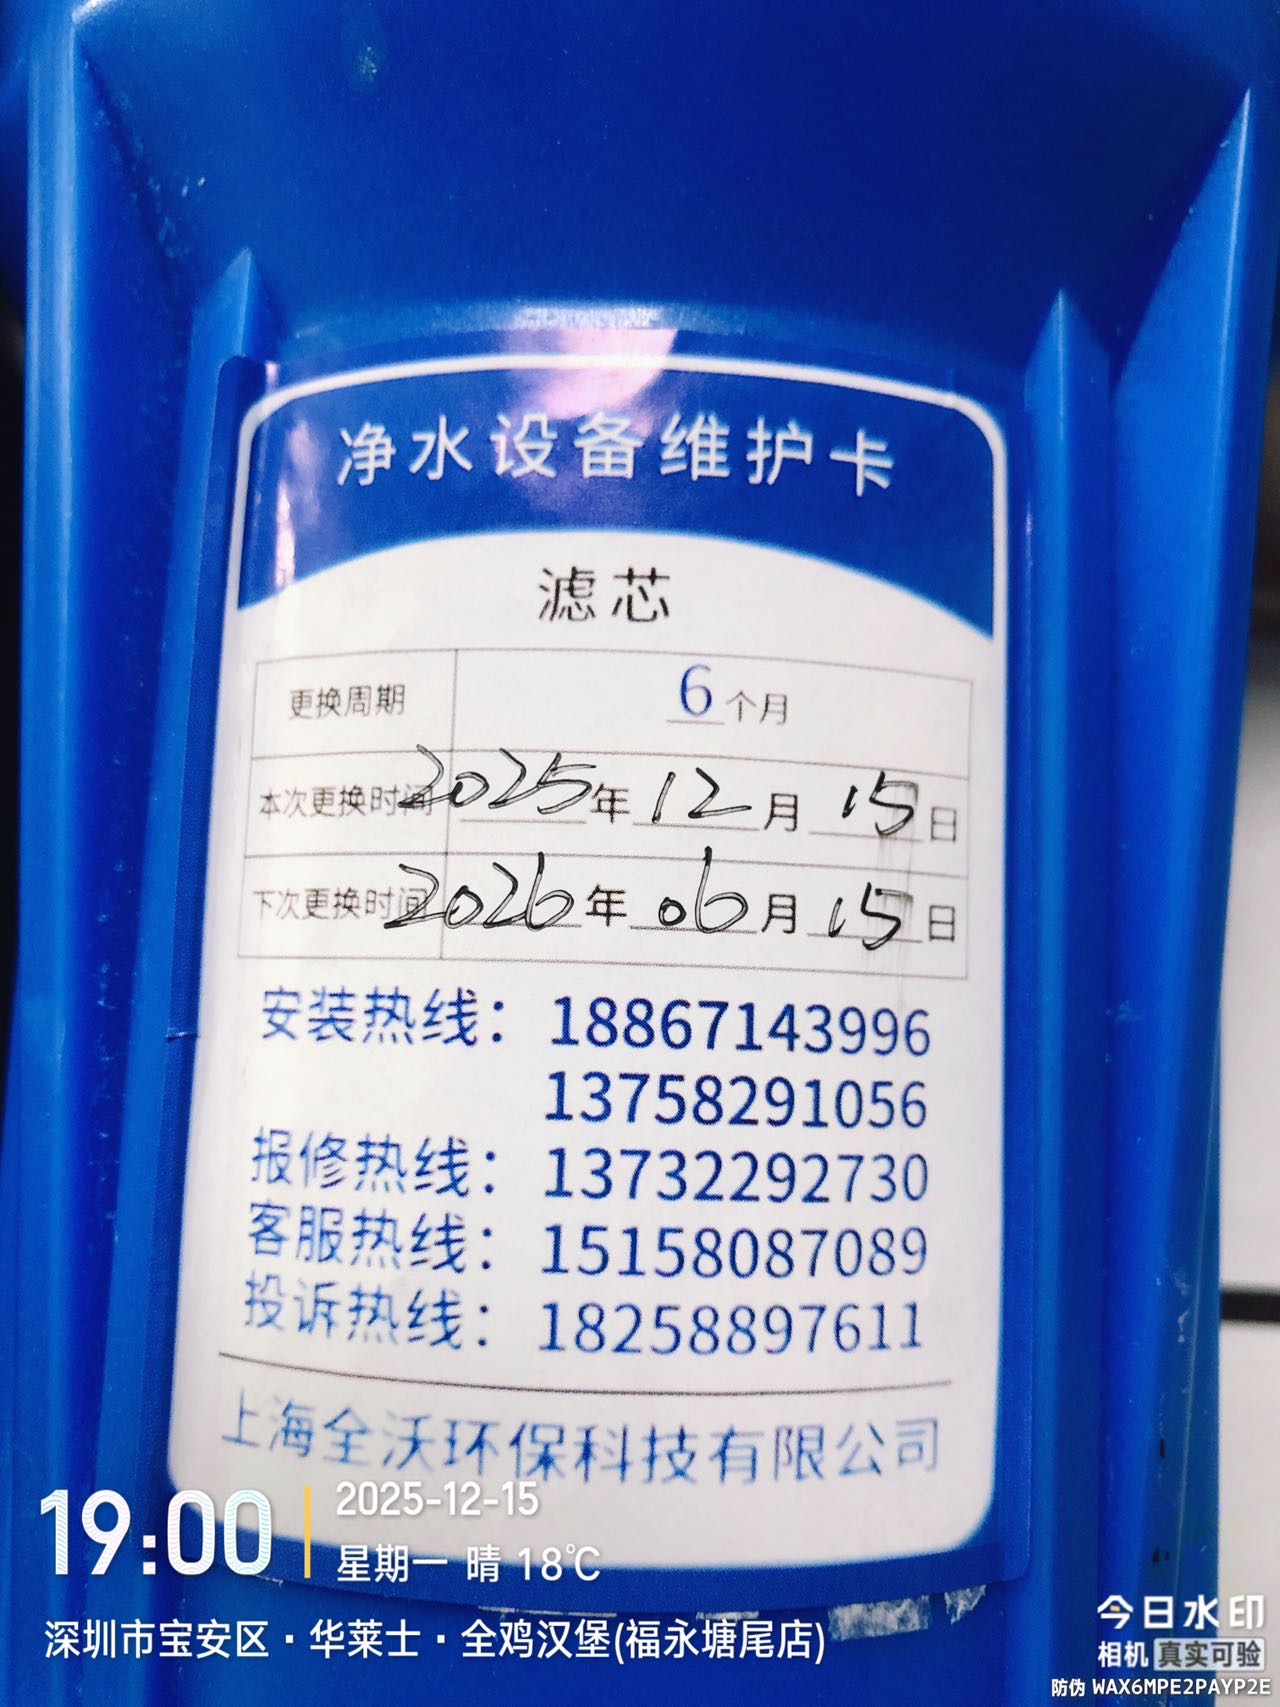 净水设备维护卡
滤芯
更换周期 6个月
本次更换时间 2025年12月15日
下次更换时间 2026年06月15日
安装热线：18867143996
13758291056
报修热线：13732292730
客服热线：15158087089
投诉热线：18258897611
上海全沃环保科技有限公司
19:00
2025-12-15
星期一 晴 18℃
深圳市宝安区·华莱士·全鸡汉堡(福永塘尾店)
今日水印
相机 真实可验
防伪 WAX6MPE2PAYP2E